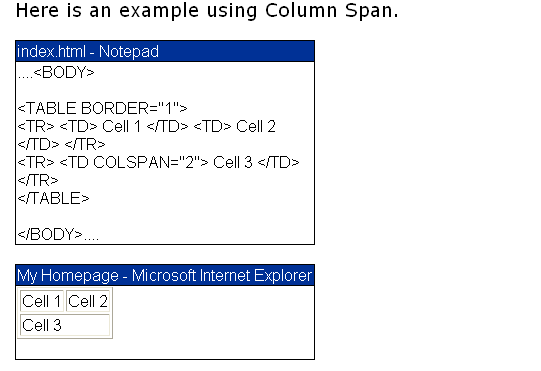 Here is an example using Column Span.
index.html - Notepad
....<BODY>
<TABLE BORDER="1">
<TR> <TD> Cell 1 </TD> <TD> Cell 2
</TD> </TR>
<TR> <TD COLSPAN="2"> Cell 3 </TD>
</TR>
</TABLE>
</BODY>....
My Homepage - Microsoft Internet Explorer
Cell 1 Cell 2
Cell 3